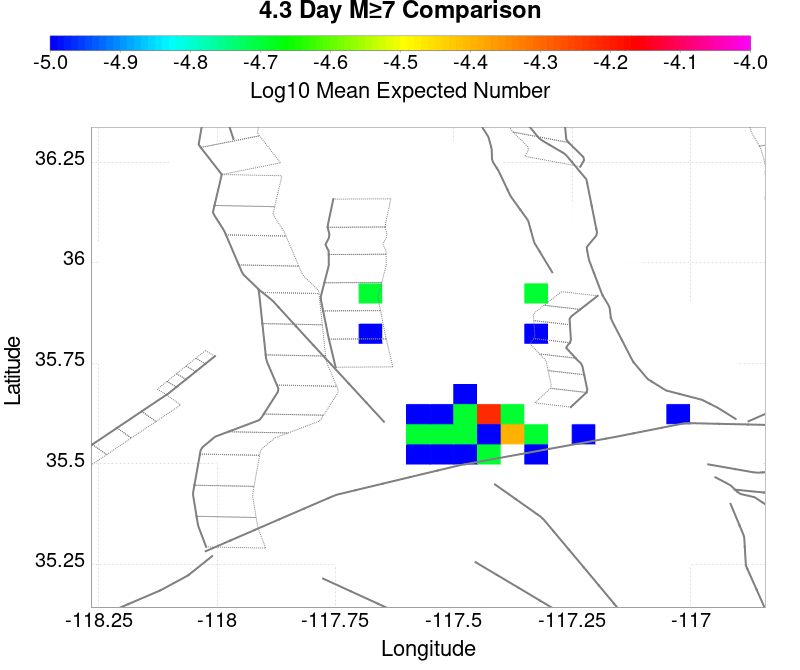 4.3 Day M≥7 Comparison
-5.0 -4.9 -4.8 -4.7 -4.6 -4.5 -4.4 -4.3 -4.2 -4.1 -4.0
Log10 Mean Expected Number
36.25
36
35.75
35.5
35.25
Latitude
-118.25 -118 -117.75 -117.5 -117.25 -117
Longitude